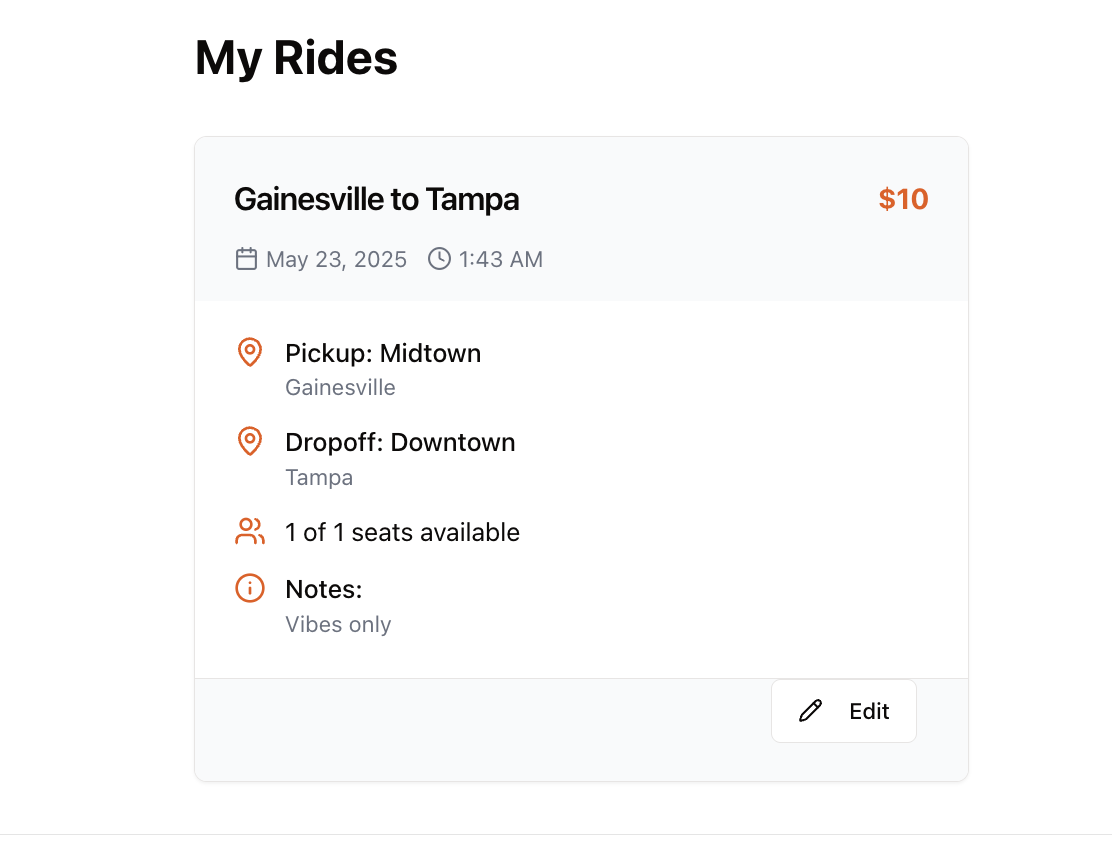 My Rides
Gainesville to Tampa
$10
May 23, 2025 1:43 AM
Pickup: Midtown
Gainesville
Dropoff: Downtown
Tampa
1 of 1 seats available
Notes:
Vibes only
Edit